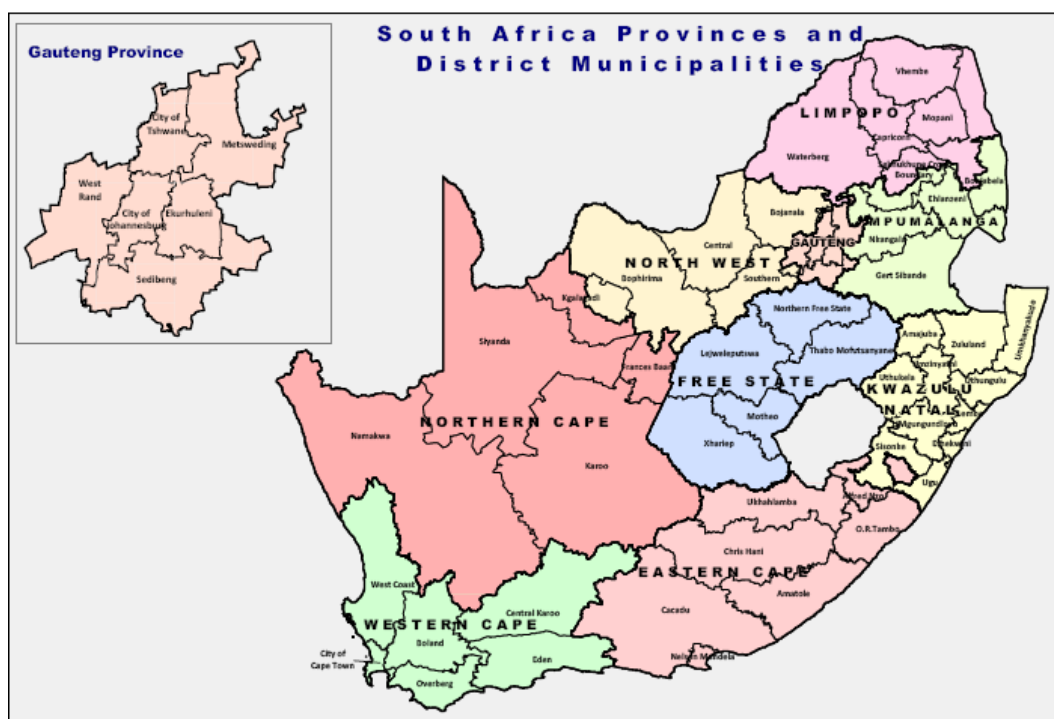 South Africa Provinces and
District Municipalities
Gauteng Province
City of
Tshwane
Metsweding
West
Rand
City of
Johannesburg
Ekurhuleni
Sedibeng
Vhembe
LIMPOPO
Mopani
Capricorn
Waterberg
Boundary
Ehlanzeni
Bojanala
MPUMALANGA
GAUTENG
Nkangala
Central
NORTH WEST
Southern
Gert Sibande
Bophirima
Kgalagadi
Northern Free State
Siyanda
Lejweleputswa
Thabo Mofutsanyane
Amajuba
Zululand
Umkhanyakude
Frances Baard
FREE STATE
Uthukela
Umzinyathi
Uthungulu
KWAZULU
NATAL
Motheo
Namakwa
NORTHERN CAPE
Xhariep
Sisonke
Ugu
Karoo
Ukhahlamba
Alfred Nzo
O.R.Tambo
Chris Hani
EASTERN CAPE
Amatole
West Coast
Central Karoo
Cacadu
WESTERN CAPE
Boland
City of
Cape Town
Eden
Nelson Mandela
Overberg